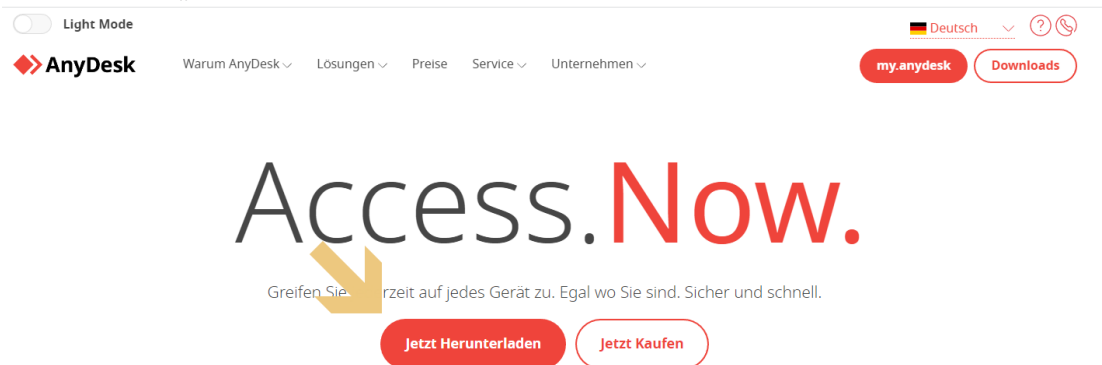 Light Mode
Deutsch
AnyDesk
Warum AnyDesk Lösungen Preise Service Unternehmen
my.anydesk Downloads
Access.Now.
Greifen Sie auf jedes Gerät zu. Egal wo Sie sind. Sicher und schnell.
Jetzt Herunterladen Jetzt Kaufen